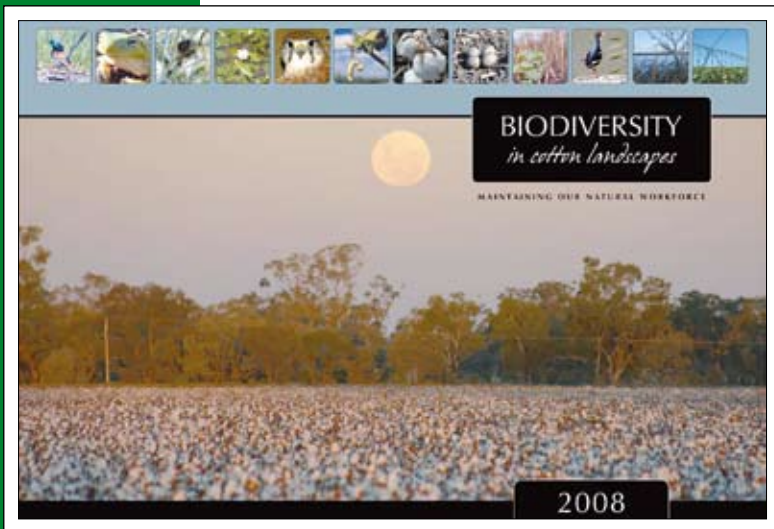 BIODIVERSITY
in cotton landscapes
MAINTAINING OUR NATURAL WORKFORCE
2008